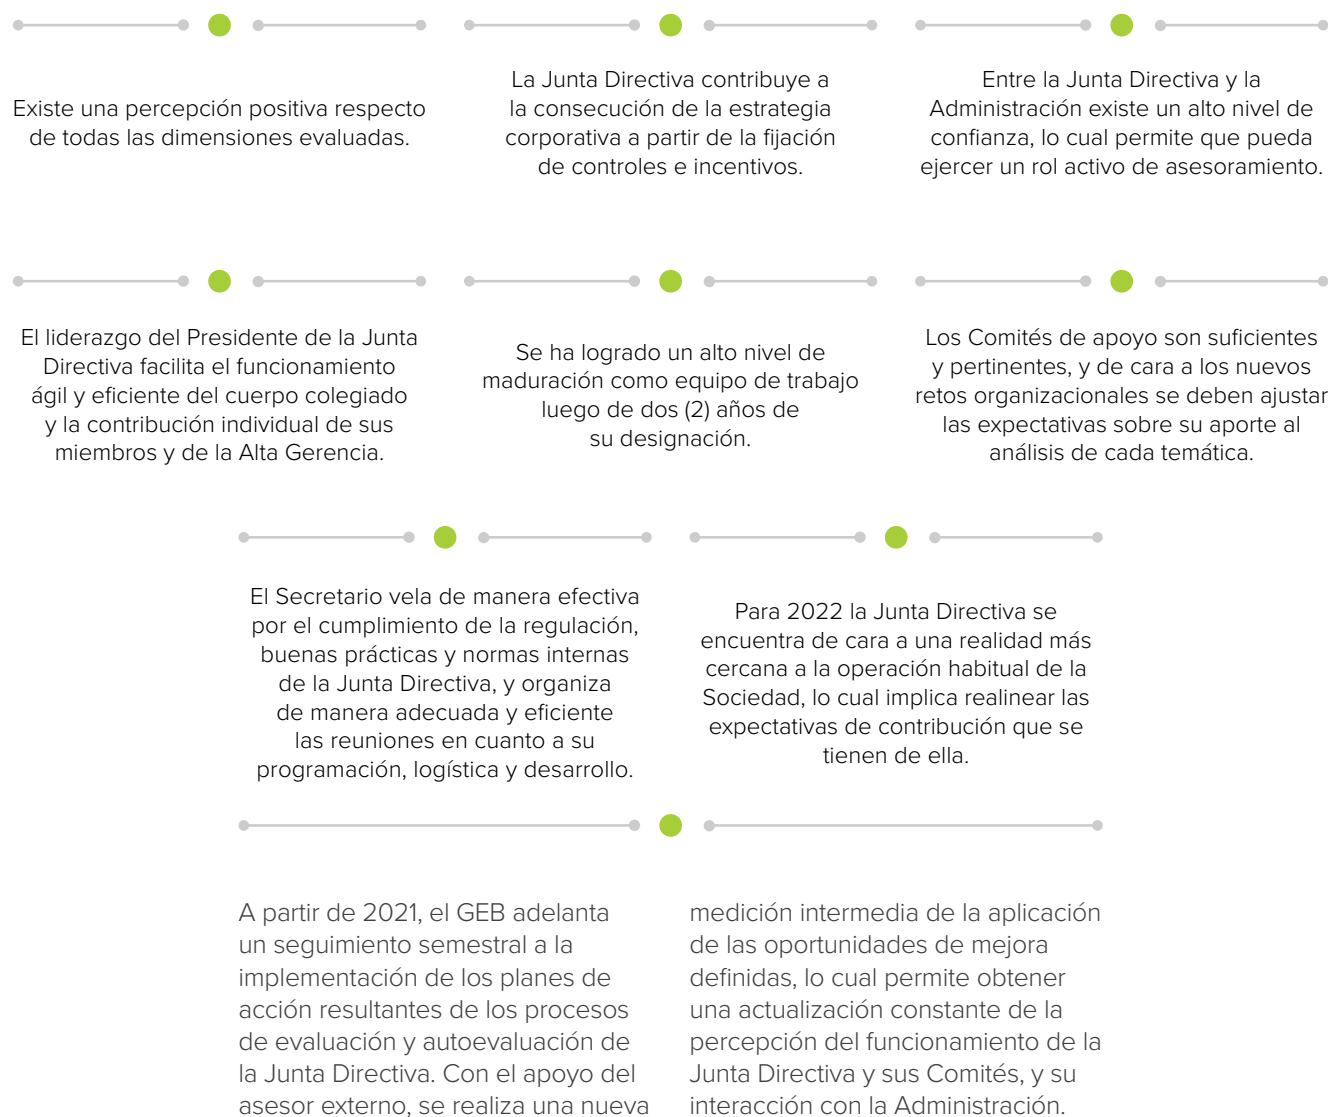 Existe una percepción positiva respecto
de todas las dimensiones evaluadas.
La Junta Directiva contribuye a
la consecución de la estrategia
corporativa a partir de la fijación
de controles e incentivos.
Entre la Junta Directiva y la
Administración existe un alto nivel de
confianza, lo cual permite que pueda
ejercer un rol activo de asesoramiento.
El liderazgo del Presidente de la Junta
Directiva facilita el funcionamiento
ágil y eficiente del cuerpo colegiado
y la contribución individual de sus
miembros y de la Alta Gerencia.
Se ha logrado un alto nivel de
maduración como equipo de trabajo
luego de dos (2) años de
su designación.
Los Comités de apoyo son suficientes
y pertinentes, y de cara a los nuevos
retos organizacionales se deben ajustar
las expectativas sobre su aporte al
análisis de cada temática.
El Secretario vela de manera efectiva
por el cumplimiento de la regulación,
buenas prácticas y normas internas
de la Junta Directiva, y organiza
de manera adecuada y eficiente
las reuniones en cuanto a su
programación, logística y desarrollo.
Para 2022 la Junta Directiva se
encuentra de cara a una realidad más
cercana a la operación habitual de la
Sociedad, lo cual implica realinear las
expectativas de contribución que se
tienen de ella.
A partir de 2021, el GEB adelanta
un seguimiento semestral a la
implementación de los planes de
acción resultantes de los procesos
de evaluación y autoevaluación de
la Junta Directiva. Con el apoyo del
asesor externo, se realiza una nueva
medición intermedia de la aplicación
de las oportunidades de mejora
definidas, lo cual permite obtener
una actualización constante de la
percepción del funcionamiento de la
Junta Directiva y sus Comités, y su
interacción con la Administración.